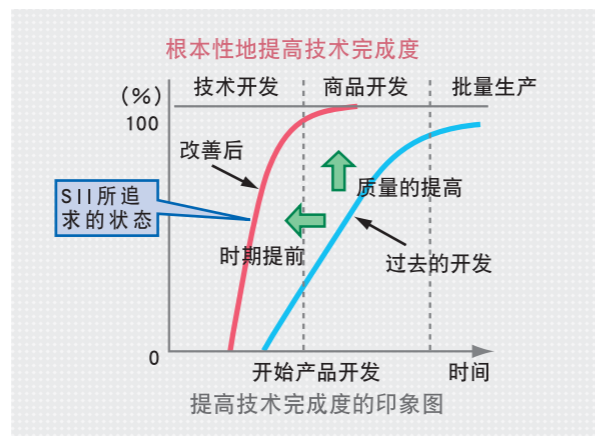 根本性地提高技术完成度
技术开发
商品开发
批量生产
(%)
100
改善后
SII所追
求的状态
质量的提高
时期提前
过去的开发
0
开始产品开发
时间
提高技术完成度的印象图